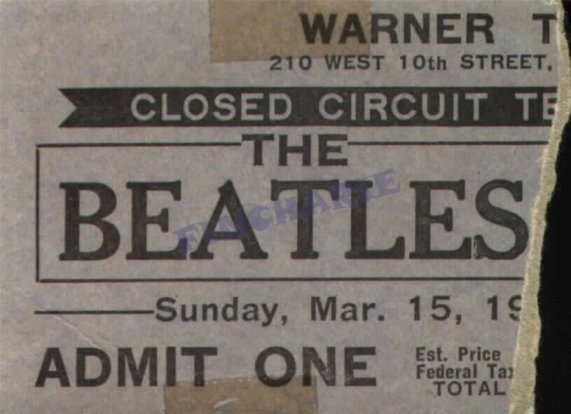 WARNER T
210 WEST 10th STREET,
CLOSED CIRCUIT TE
THE
BEATLES
Sunday, Mar. 15, 19
ADMIT ONE
Est. Price
Federal Tax
TOTAL